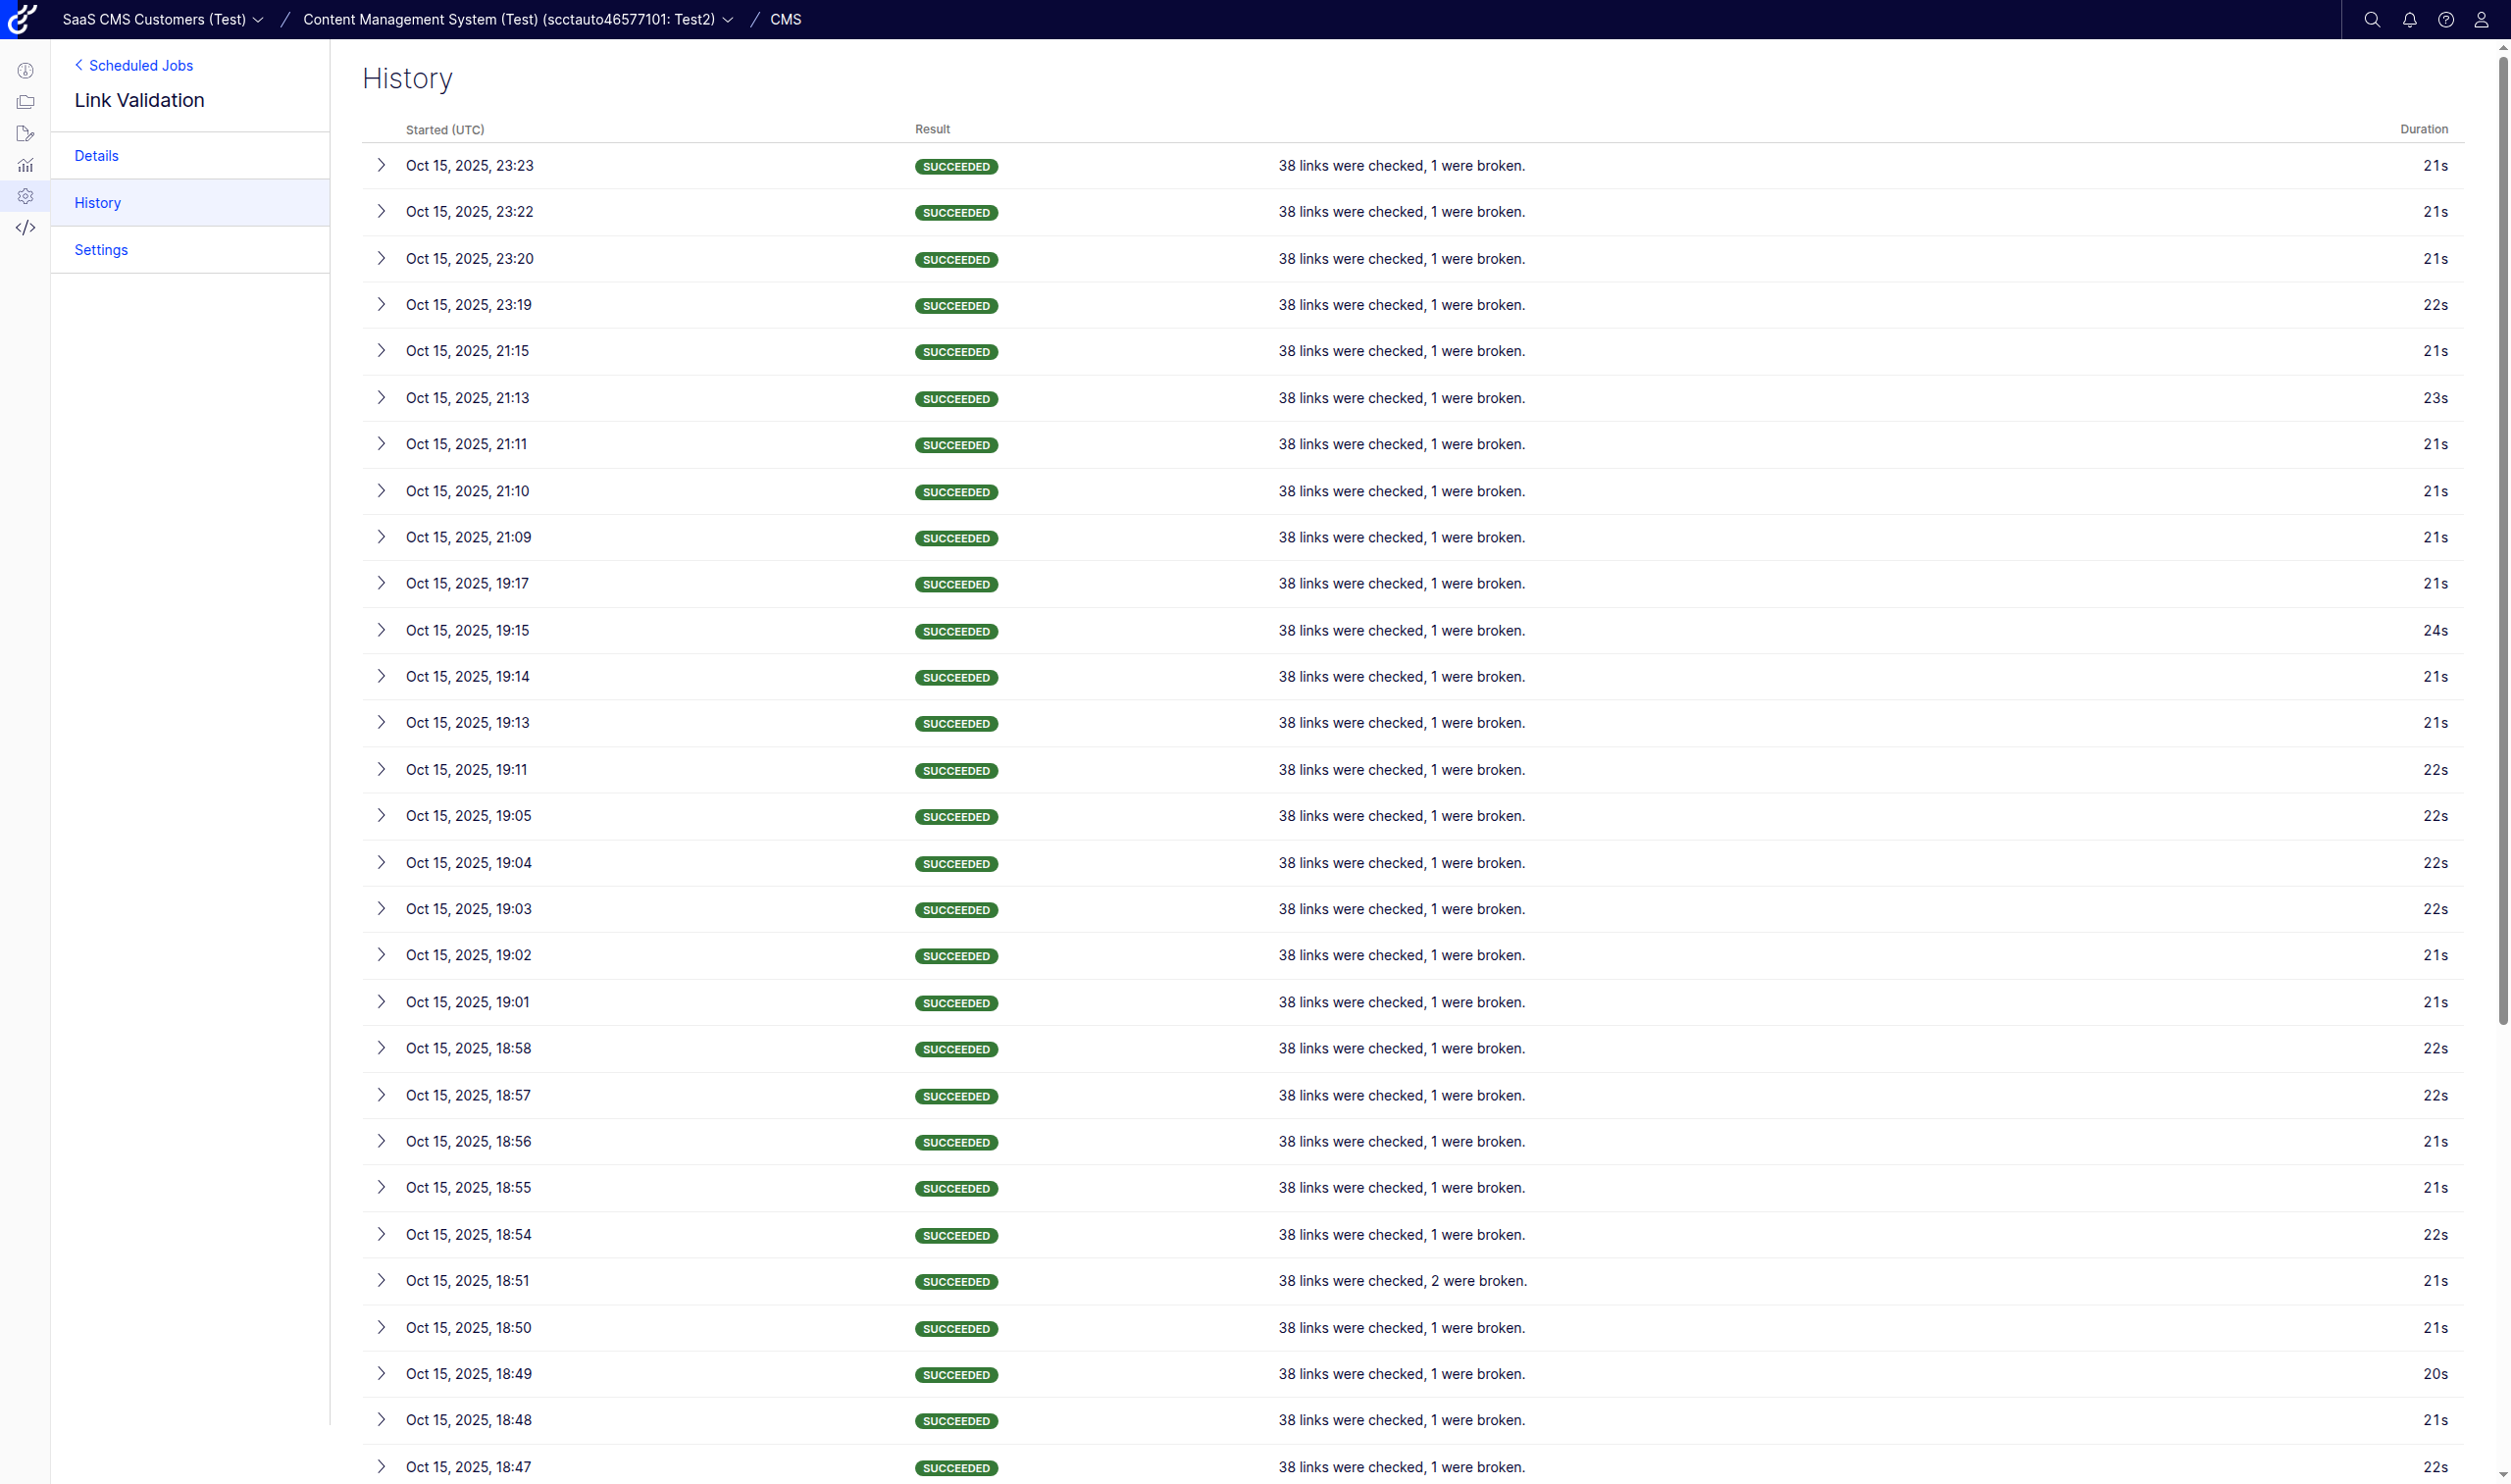 SaaS CMS Customers (Test) / Content Management System (Test) (scctauto46577101: Test2) / CMS
Scheduled Jobs
Link Validation
Details
History
Settings
History
Started (UTC) Result Duration
Oct 15, 2025, 23:23 SUCCEEDED 38 links were checked, 1 were broken. 21s
Oct 15, 2025, 23:22 SUCCEEDED 38 links were checked, 1 were broken. 21s
Oct 15, 2025, 23:20 SUCCEEDED 38 links were checked, 1 were broken. 21s
Oct 15, 2025, 23:19 SUCCEEDED 38 links were checked, 1 were broken. 22s
Oct 15, 2025, 21:15 SUCCEEDED 38 links were checked, 1 were broken. 21s
Oct 15, 2025, 21:13 SUCCEEDED 38 links were checked, 1 were broken. 23s
Oct 15, 2025, 21:11 SUCCEEDED 38 links were checked, 1 were broken. 21s
Oct 15, 2025, 21:10 SUCCEEDED 38 links were checked, 1 were broken. 21s
Oct 15, 2025, 21:09 SUCCEEDED 38 links were checked, 1 were broken. 21s
Oct 15, 2025, 19:17 SUCCEEDED 38 links were checked, 1 were broken. 21s
Oct 15, 2025, 19:15 SUCCEEDED 38 links were checked, 1 were broken. 24s
Oct 15, 2025, 19:14 SUCCEEDED 38 links were checked, 1 were broken. 21s
Oct 15, 2025, 19:13 SUCCEEDED 38 links were checked, 1 were broken. 21s
Oct 15, 2025, 19:11 SUCCEEDED 38 links were checked, 1 were broken. 22s
Oct 15, 2025, 19:05 SUCCEEDED 38 links were checked, 1 were broken. 22s
Oct 15, 2025, 19:04 SUCCEEDED 38 links were checked, 1 were broken. 22s
Oct 15, 2025, 19:03 SUCCEEDED 38 links were checked, 1 were broken. 22s
Oct 15, 2025, 19:02 SUCCEEDED 38 links were checked, 1 were broken. 21s
Oct 15, 2025, 19:01 SUCCEEDED 38 links were checked, 1 were broken. 21s
Oct 15, 2025, 18:58 SUCCEEDED 38 links were checked, 1 were broken. 22s
Oct 15, 2025, 18:57 SUCCEEDED 38 links were checked, 1 were broken. 22s
Oct 15, 2025, 18:56 SUCCEEDED 38 links were checked, 1 were broken. 21s
Oct 15, 2025, 18:55 SUCCEEDED 38 links were checked, 1 were broken. 21s
Oct 15, 2025, 18:54 SUCCEEDED 38 links were checked, 1 were broken. 22s
Oct 15, 2025, 18:51 SUCCEEDED 38 links were checked, 2 were broken. 21s
Oct 15, 2025, 18:50 SUCCEEDED 38 links were checked, 1 were broken. 21s
Oct 15, 2025, 18:49 SUCCEEDED 38 links were checked, 1 were broken. 20s
Oct 15, 2025, 18:48 SUCCEEDED 38 links were checked, 1 were broken. 21s
Oct 15, 2025, 18:47 SUCCEEDED 38 links were checked, 1 were broken. 22s